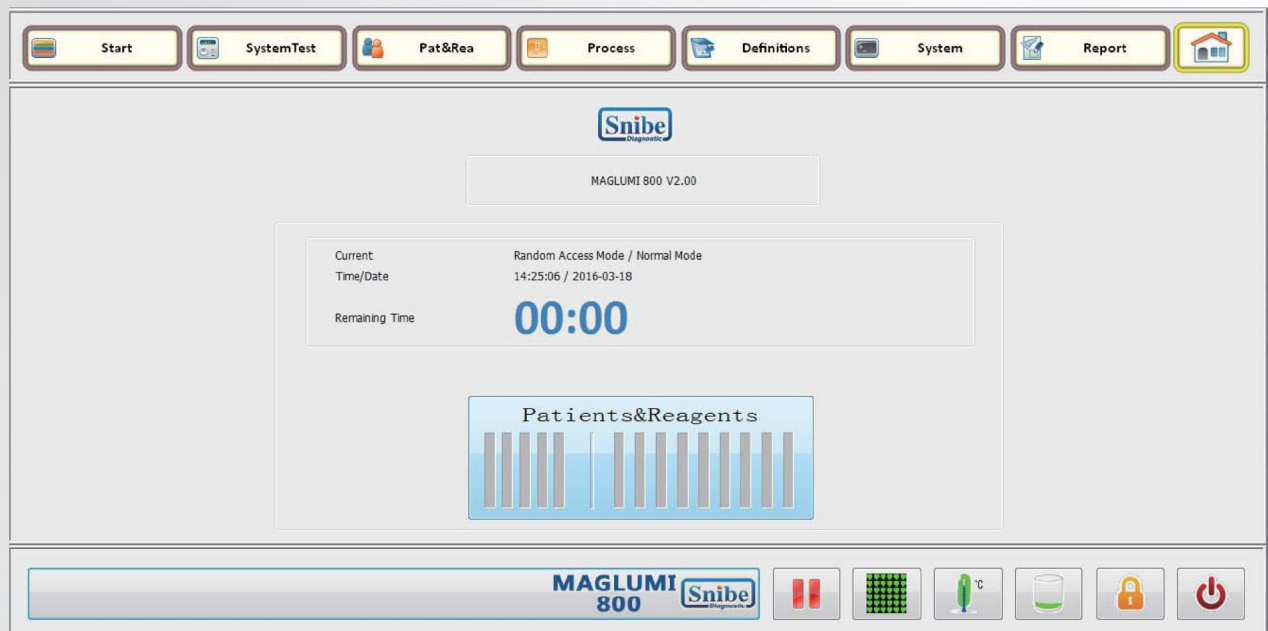 Start SystemTest Pat&Rea Process Definitions System Report
Snibe
Diagnostic
MAGLUMI 800 V2.00
Current Random Access Mode / Normal Mode
Time/Date 14:25:06 / 2016-03-18
Remaining Time 00:00
Patients&Reagents
MAGLUMI
800
Snibe
Diagnostic
°C